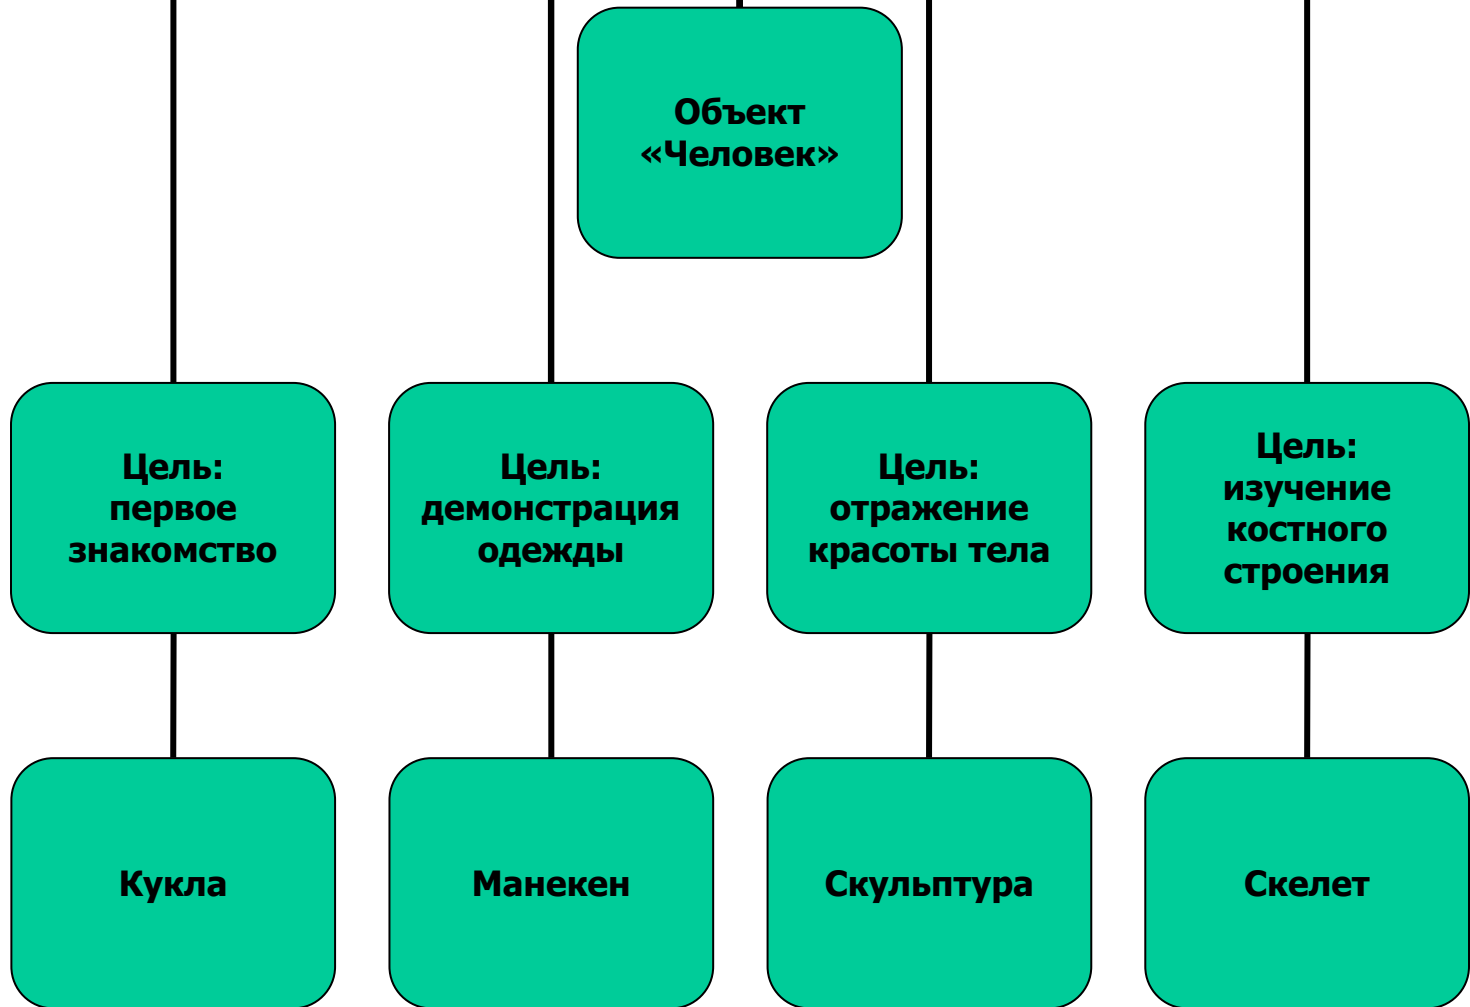 Объект
«Человек»
Цель:
первое
знакомство
Цель:
демонстрация
одежды
Цель:
отражение
красоты тела
Цель:
изучение
костного
строения
Кукла
Манекен
Скульптура
Скелет